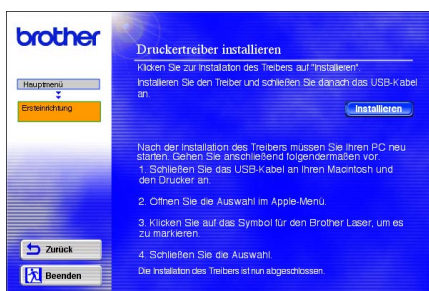 brother
Druckertreiber installieren
Klicken Sie zur Installation des Treibers auf "Installieren".
Installieren Sie den Treiber und schließen Sie danach das USB-Kabel
an.
Hauptmenü
Ersteinrichtung
Installieren
Nach der Installation des Treibers müssen Sie Ihren PC neu
starten. Gehen Sie anschließend folgendermaßen vor.
1. Schließen Sie das USB-Kabel an Ihren Macintosh und
den Drucker an.
2. Öffnen Sie die Auswahl im Apple-Menü.
3. Klicken Sie auf das Symbol für den Brother Laser, um es
zu markieren.
4. Schließen Sie die Auswahl.
Die Installation des Treibers ist nun abgeschlossen.
Zurück
Beenden